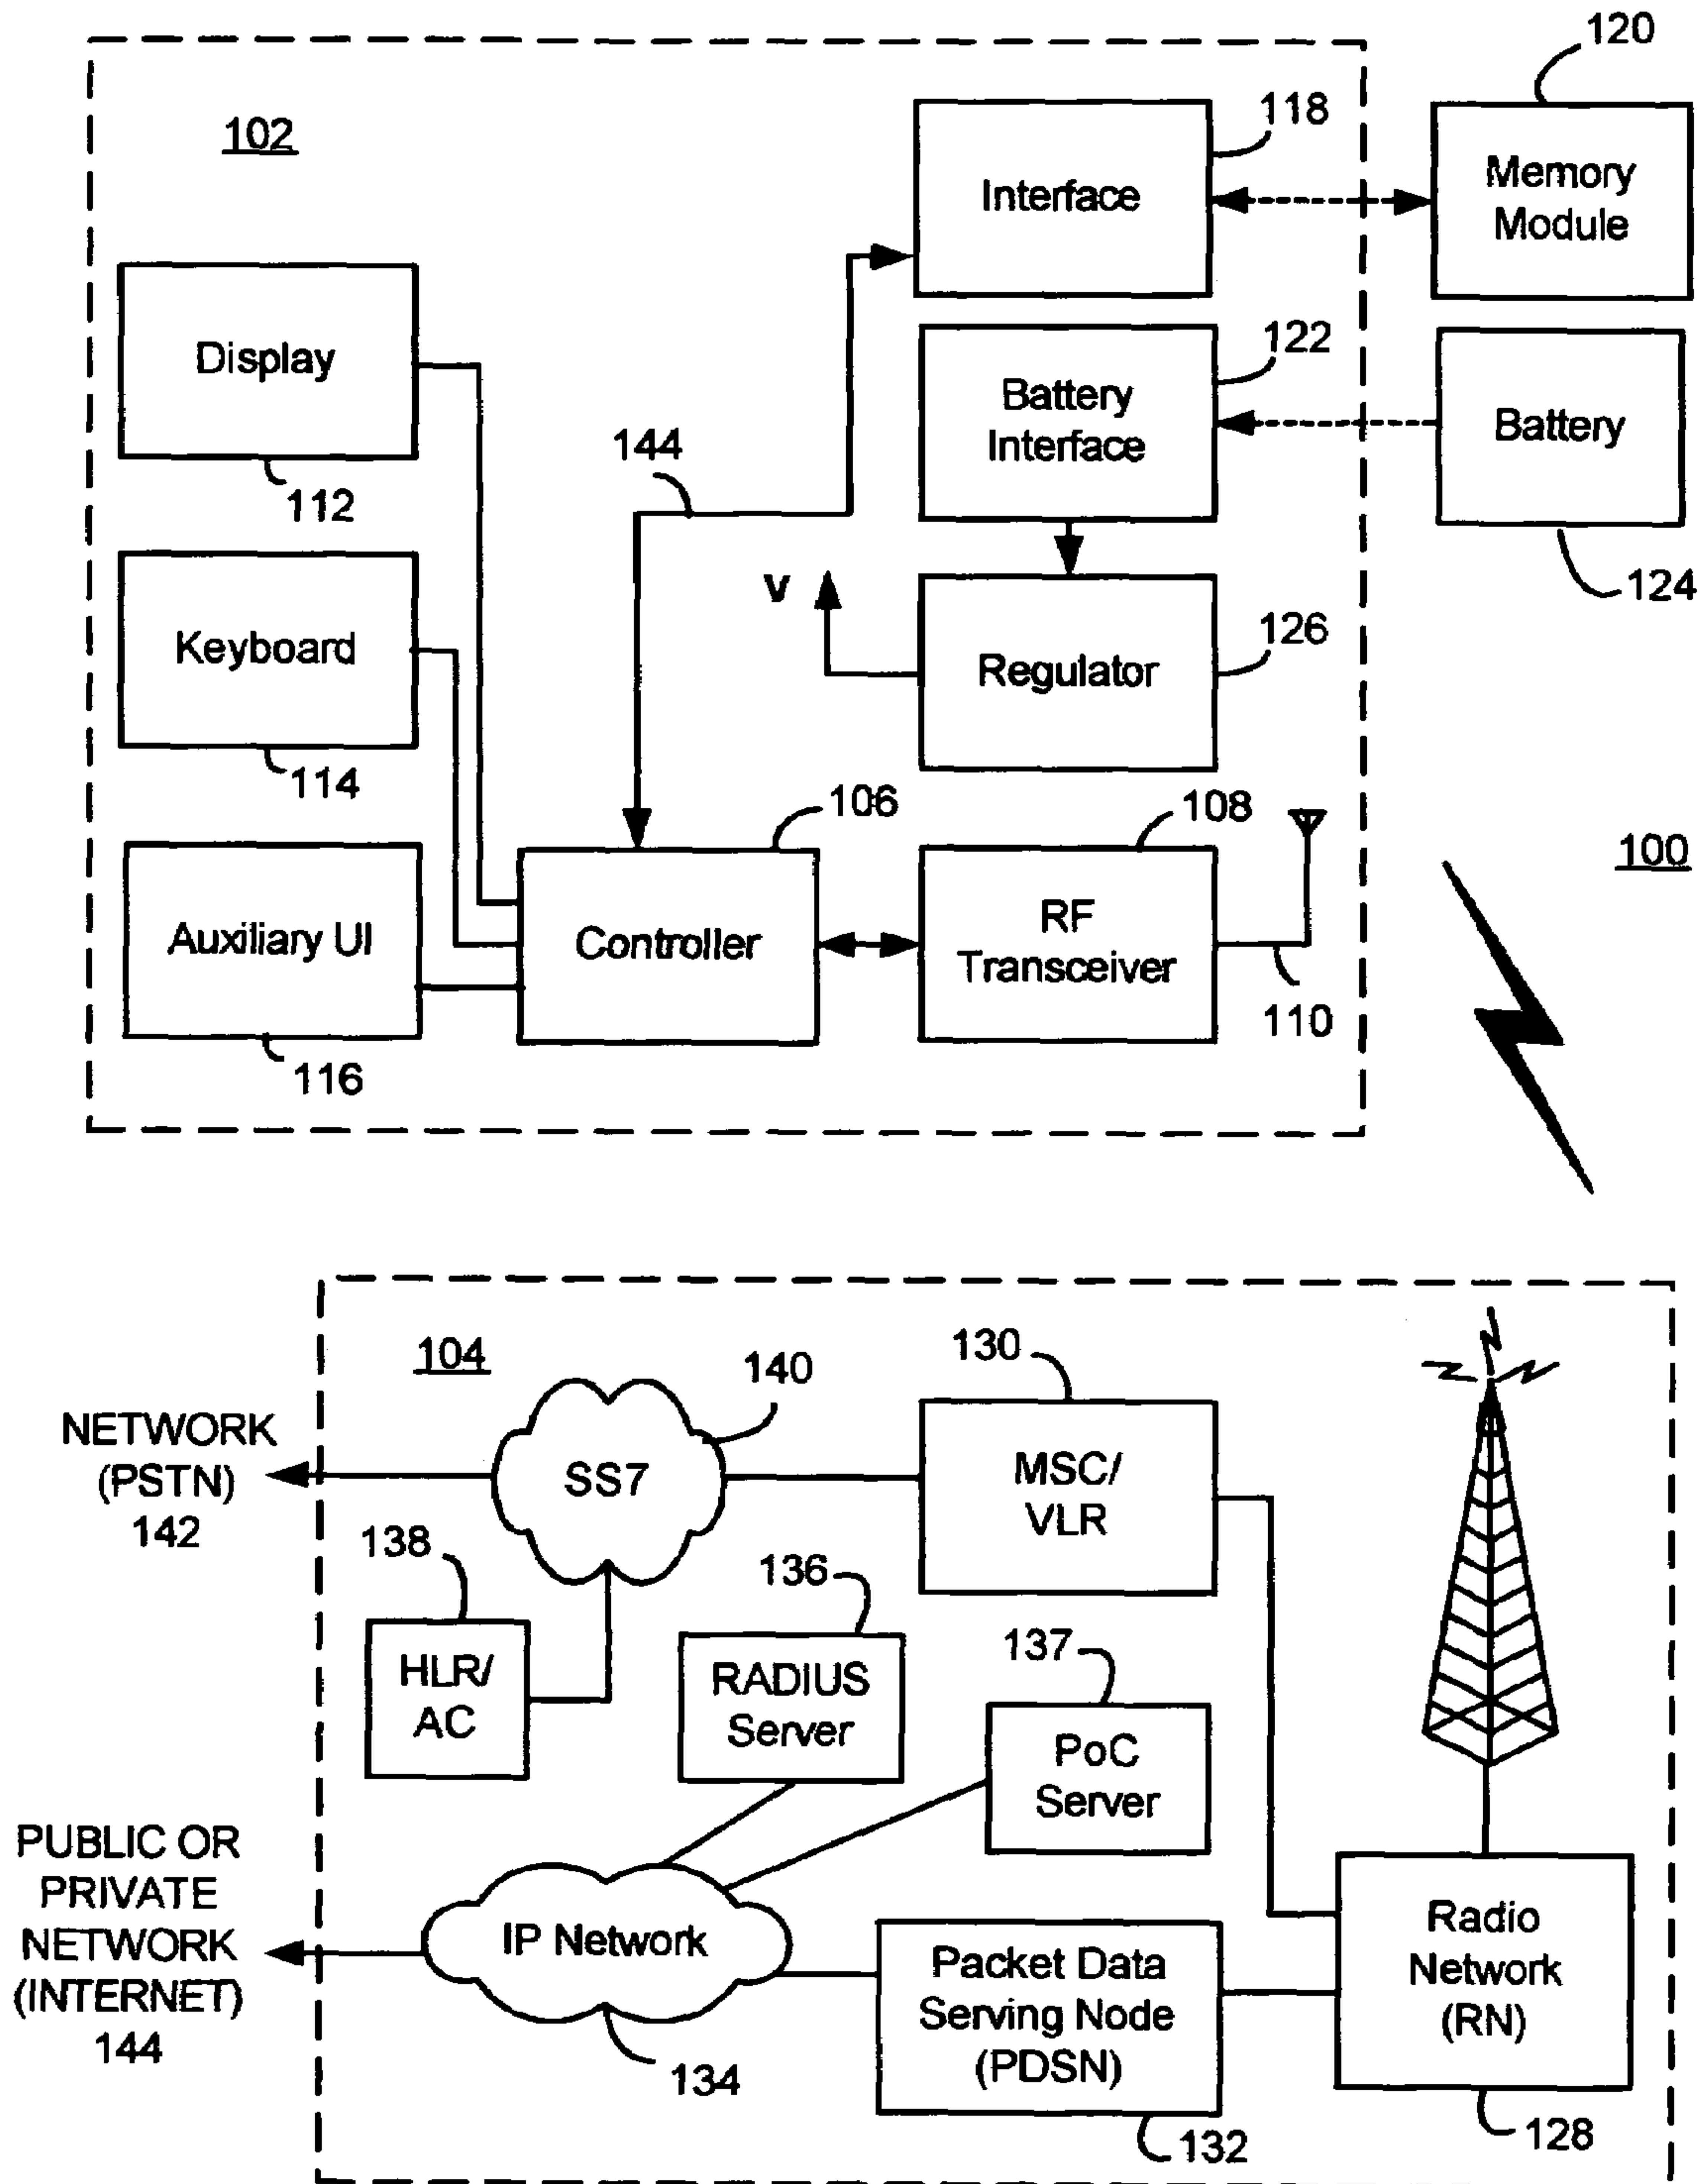 120
102
118
Interface
Memory
Module
Display
112
122
Battery
Interface
Battery
124
144
V
Keyboard
114
126
Regulator
106
108
100
Auxiliary UI
116
Controller
RF
Transceiver
110
104
140
130
NETWORK
(PSTN)
142
SS7
MSC/
VLR
138
136
HLR/
AC
RADIUS
Server
137
PoC
Server
PUBLIC OR
PRIVATE
NETWORK
(INTERNET)
144
IP Network
134
Packet Data
Serving Node
(PDSN)
132
Radio
Network
(RN)
128